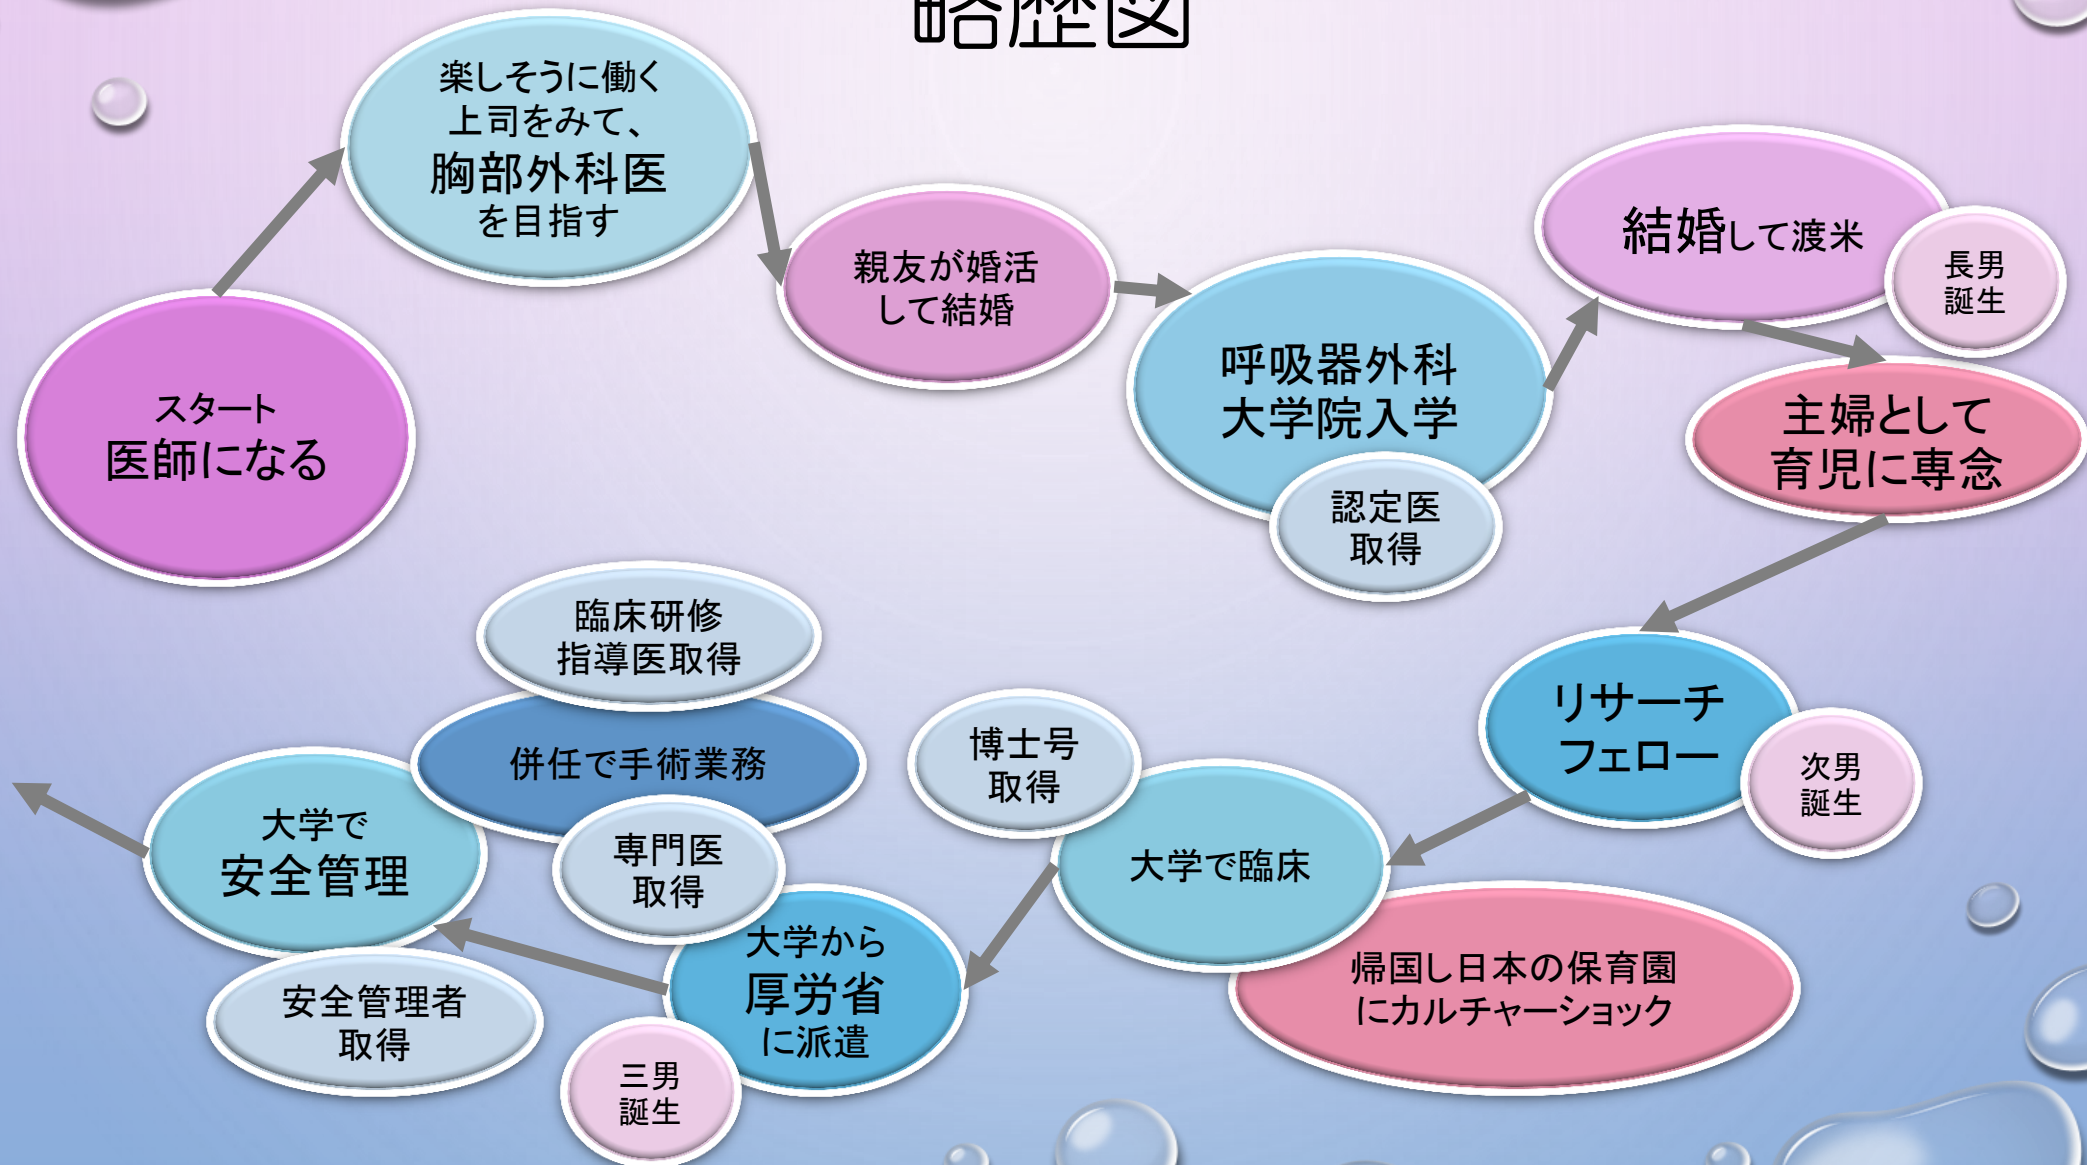 略歴図
楽しそうに働く
上司をみて、
胸部外科医
を目指す
スタート
医師になる
親友が婚活
して結婚
呼吸器外科
大学院入学
認定医
取得
結婚して渡米
長男
誕生
主婦として
育児に専念
リサーチ
フェロー
次男
誕生
大学で臨床
博士号
取得
帰国し日本の保育園
にカルチャーショック
大学から
厚労省
に派遣
三男
誕生
専門医
取得
併任で手術業務
臨床研修
指導医取得
大学で
安全管理
安全管理者
取得